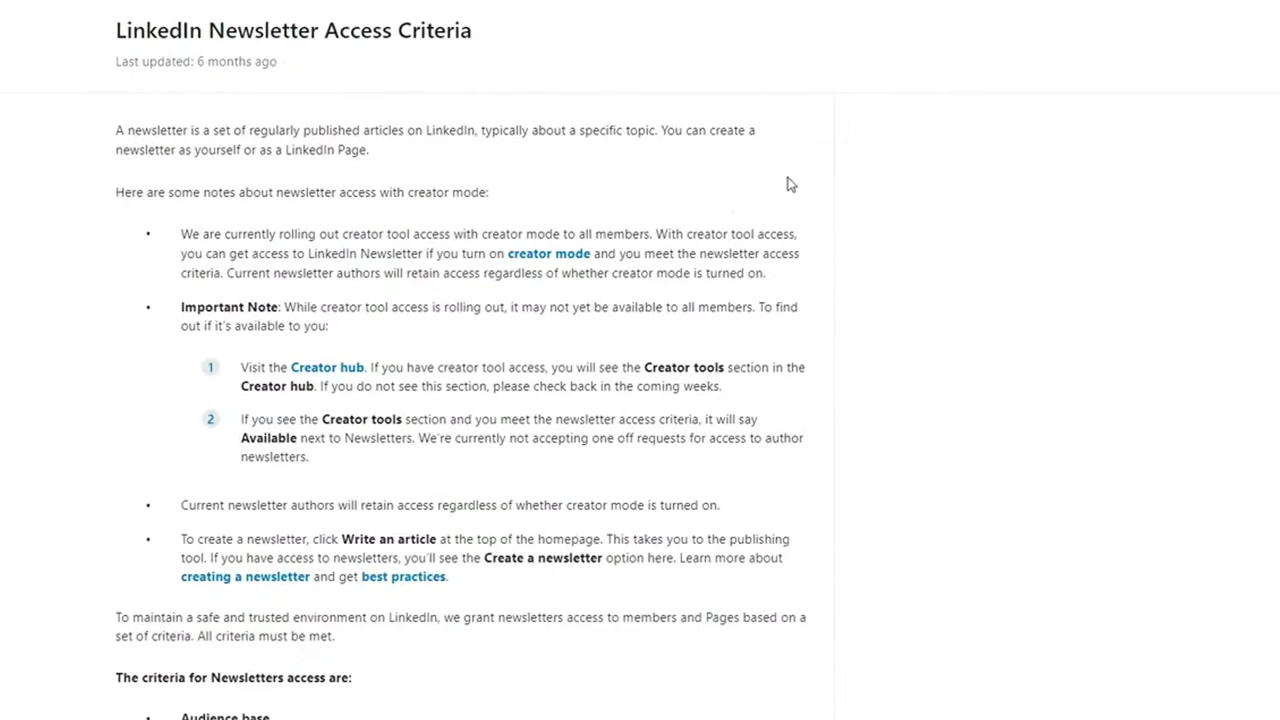 LinkedIn Newsletter Access Criteria
Last updated: 6 months ago
A newsletter is a set of regularly published articles on LinkedIn, typically about a specific topic. You can create a
newsletter as yourself or as a LinkedIn Page.
Here are some notes about newsletter access with creator mode:
• We are currently rolling out creator tool access with creator mode to all members. With creator tool access,
you can get access to LinkedIn Newsletter if you turn on creator mode and you meet the newsletter access
criteria. Current newsletter authors will retain access regardless of whether creator mode is turned on.
• Important Note: While creator tool access is rolling out, it may not yet be available to all members. To find
out if it's available to you:
1 Visit the Creator hub. If you have creator tool access, you will see the Creator tools section in the
Creator hub. If you do not see this section, please check back in the coming weeks.
2 If you see the Creator tools section and you meet the newsletter access criteria, it will say
Available next to Newsletters. We're currently not accepting one off requests for access to author
newsletters.
• Current newsletter authors will retain access regardless of whether creator mode is turned on.
• To create a newsletter, click Write an article at the top of the homepage. This takes you to the publishing
tool. If you have access to newsletters, you'll see the Create a newsletter option here. Learn more about
creating a newsletter and get best practices.
To maintain a safe and trusted environment on LinkedIn, we grant newsletters access to members and Pages based on a
set of criteria. All criteria must be met.
The criteria for Newsletters access are:
• Audience base